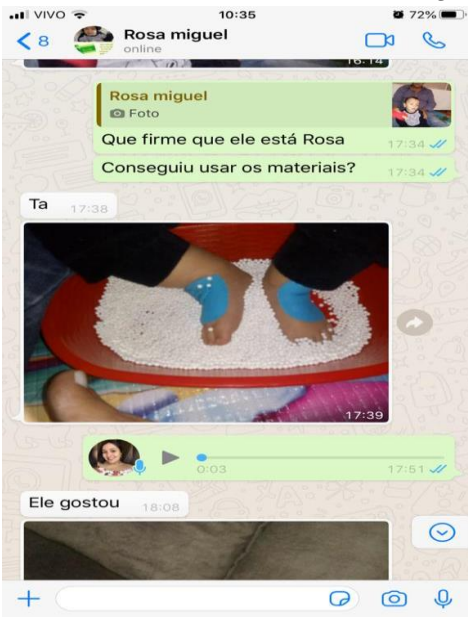 VIVO 10:35 72%
8 Rosa miguel
online
16:14
Rosa miguel
Foto
Que firme que ele está Rosa 17:34
Conseguiu usar os materiais? 17:34
Ta 17:38
17:39
0:03 17:51
Ele gostou 18:08